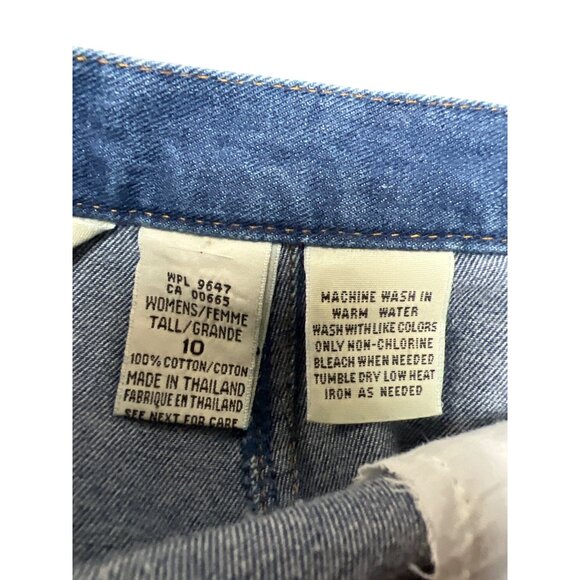 WPL 9647
CA 00665
WOMENS/FEMME
TALL/GRANDE
10
100% COTTON/COTON
MADE IN THAILAND
FABRIQUE EN THAILAND
SEE NEXT FOR CARE
MACHINE WASH IN
WARM WATER
WASH WITH LIKE COLORS
ONLY NON-CHLORINE
BLEACH WHEN NEEDED
TUMBLE DRY LOW HEAT
IRON AS NEEDED